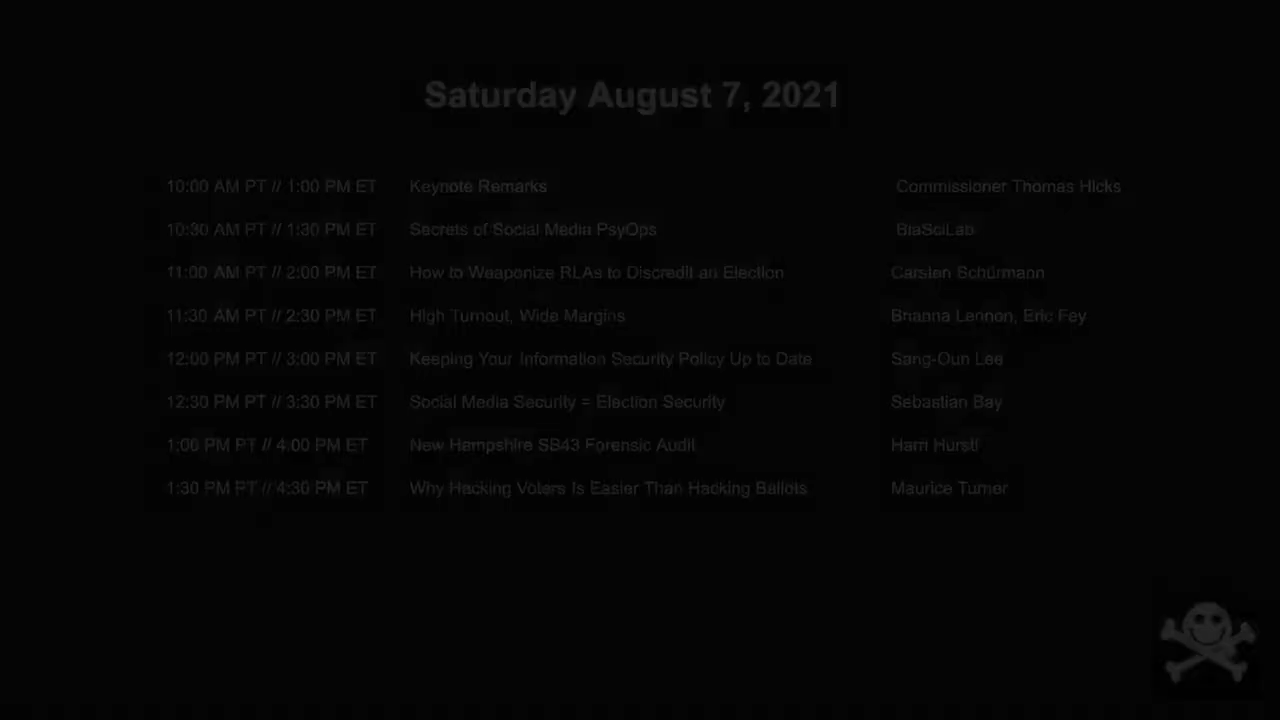 Saturday August 7, 2021
10:00 AM PT // 1:00 PM ET Keynote Remarks Commissioner Thomas Hicks
10:30 AM PT // 1:30 PM ET Secrets of Social Media PsyOps BiaSciLab
11:00 AM PT // 2:00 PM ET How to Weaponize RLAs to Discredit an Election Carsten Schürmann
11:30 AM PT // 2:30 PM ET High Turnout, Wide Margins Brianna Lennon, Eric Fey
12:00 PM PT // 3:00 PM ET Keeping Your Information Security Policy Up to Date Sang-Oun Lee
12:30 PM PT // 3:30 PM ET Social Media Security = Election Security Sebastian Bay
1:00 PM PT // 4:00 PM ET New Hampshire SB43 Forensic Audit Harri Hursti
1:30 PM PT // 4:30 PM ET Why Hacking Voters Is Easier Than Hacking Ballots Maurice Turner